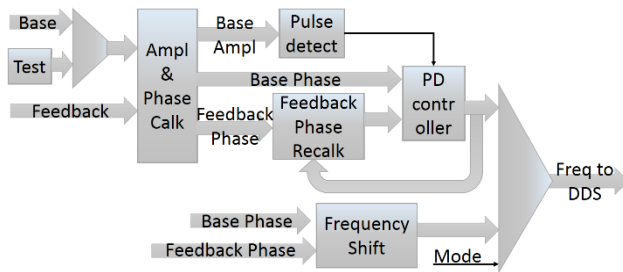 Base
Test
Feedback
Ampl
&
Phase
Calk
Base
Ampl
Pulse
detect
Base Phase
Feedback
Phase
Feedback
Phase
Recalk
PD
contr
oller
Freq to
DDS
Base Phase
Feedback Phase
Frequency
Shift
Mode